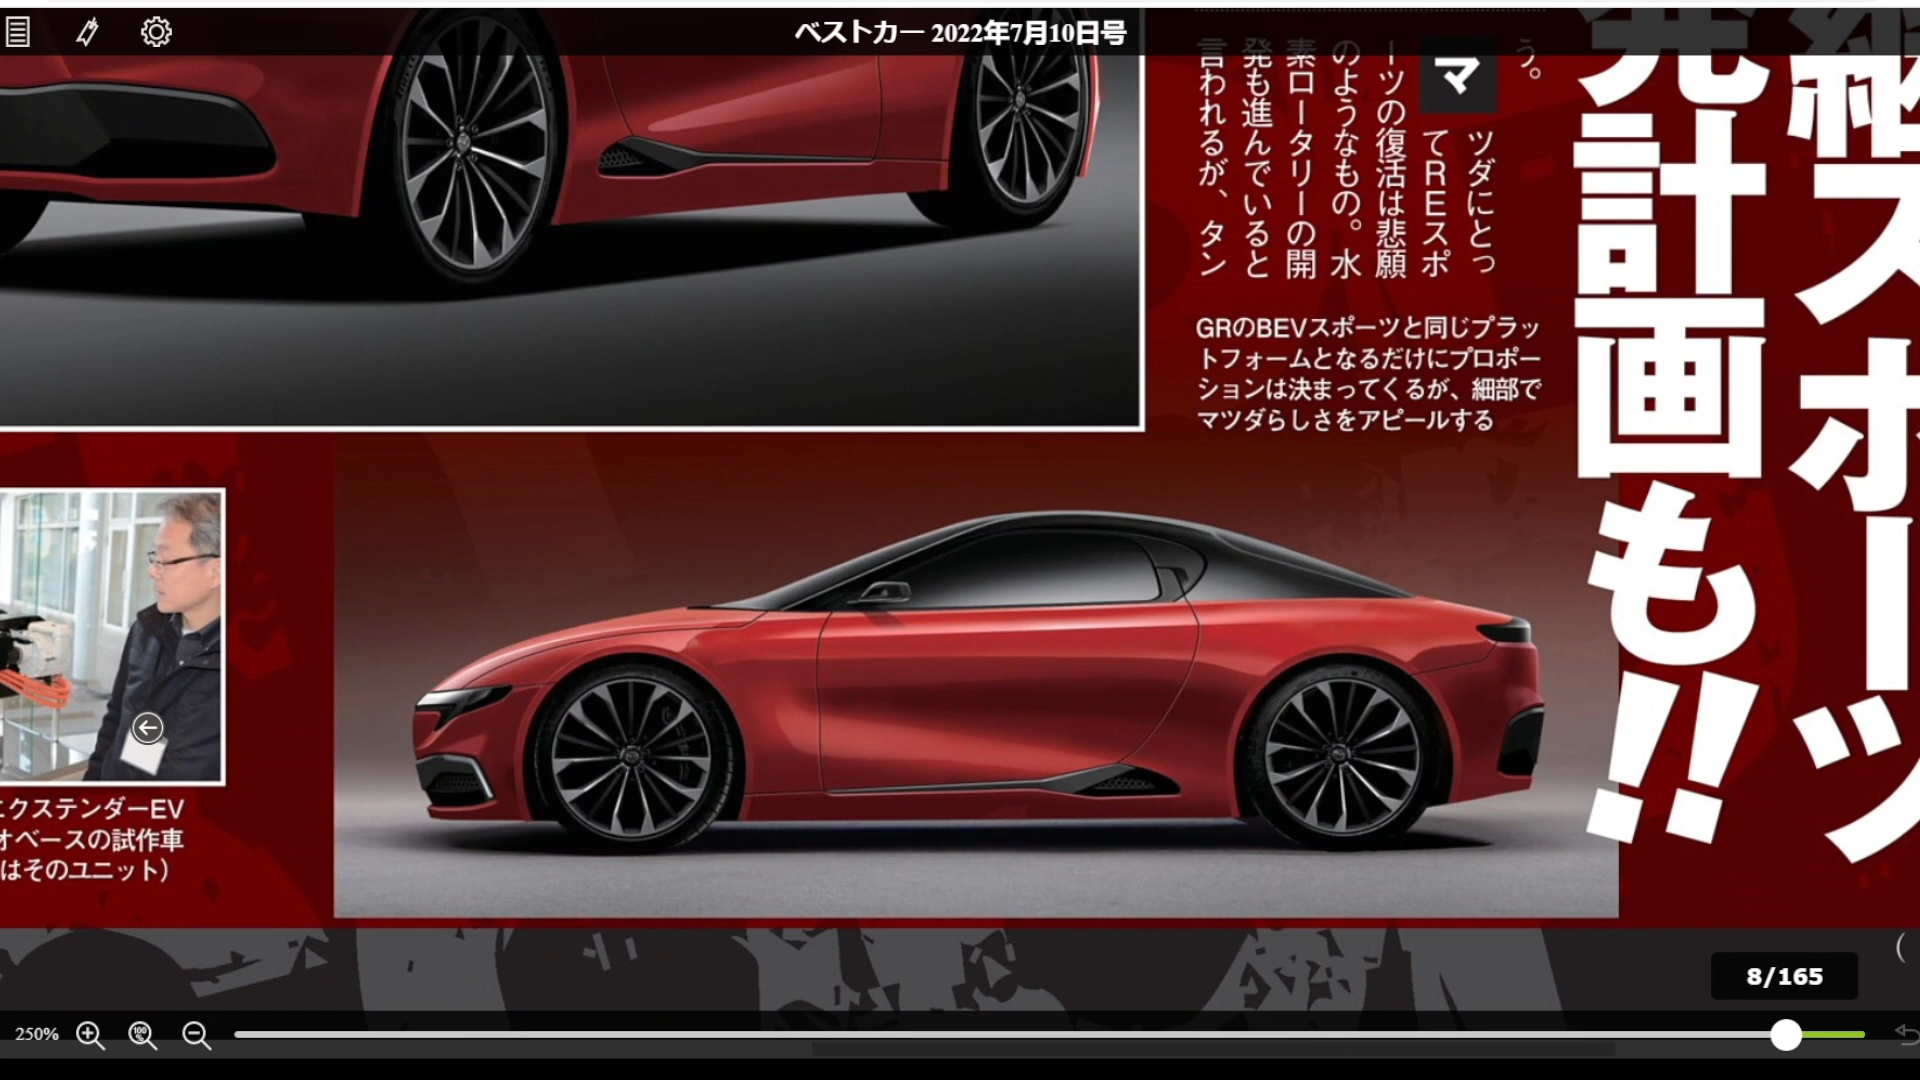 ベストカー 2022年7月10日号
絵スポーツ
発計画も!!
う。
マツダにとっ
てREスポ
ーツの復活は悲願
のようなもの。水
素ロータリーの開
発も進んでいると
言われるが、タン
GRのBEVスポーツと同じプラッ
トフォームとなるだけにプロポー
ションは決まってくるが、細部で
マツダらしさをアピールする
エクステンダーEV
オベースの試作車
はそのユニット)
8/165
250%
100
%